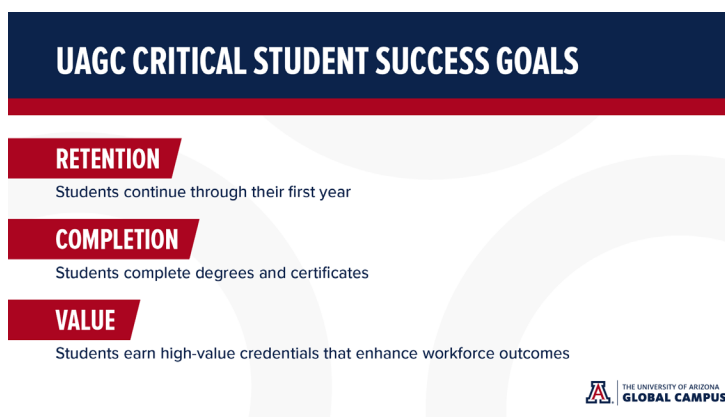 UAGC CRITICAL STUDENT SUCCESS GOALS
RETENTION
Students continue through their first year
COMPLETION
Students complete degrees and certificates
VALUE
Students earn high-value credentials that enhance workforce outcomes
A
THE UNIVERSITY OF ARIZONA
GLOBAL CAMPUS